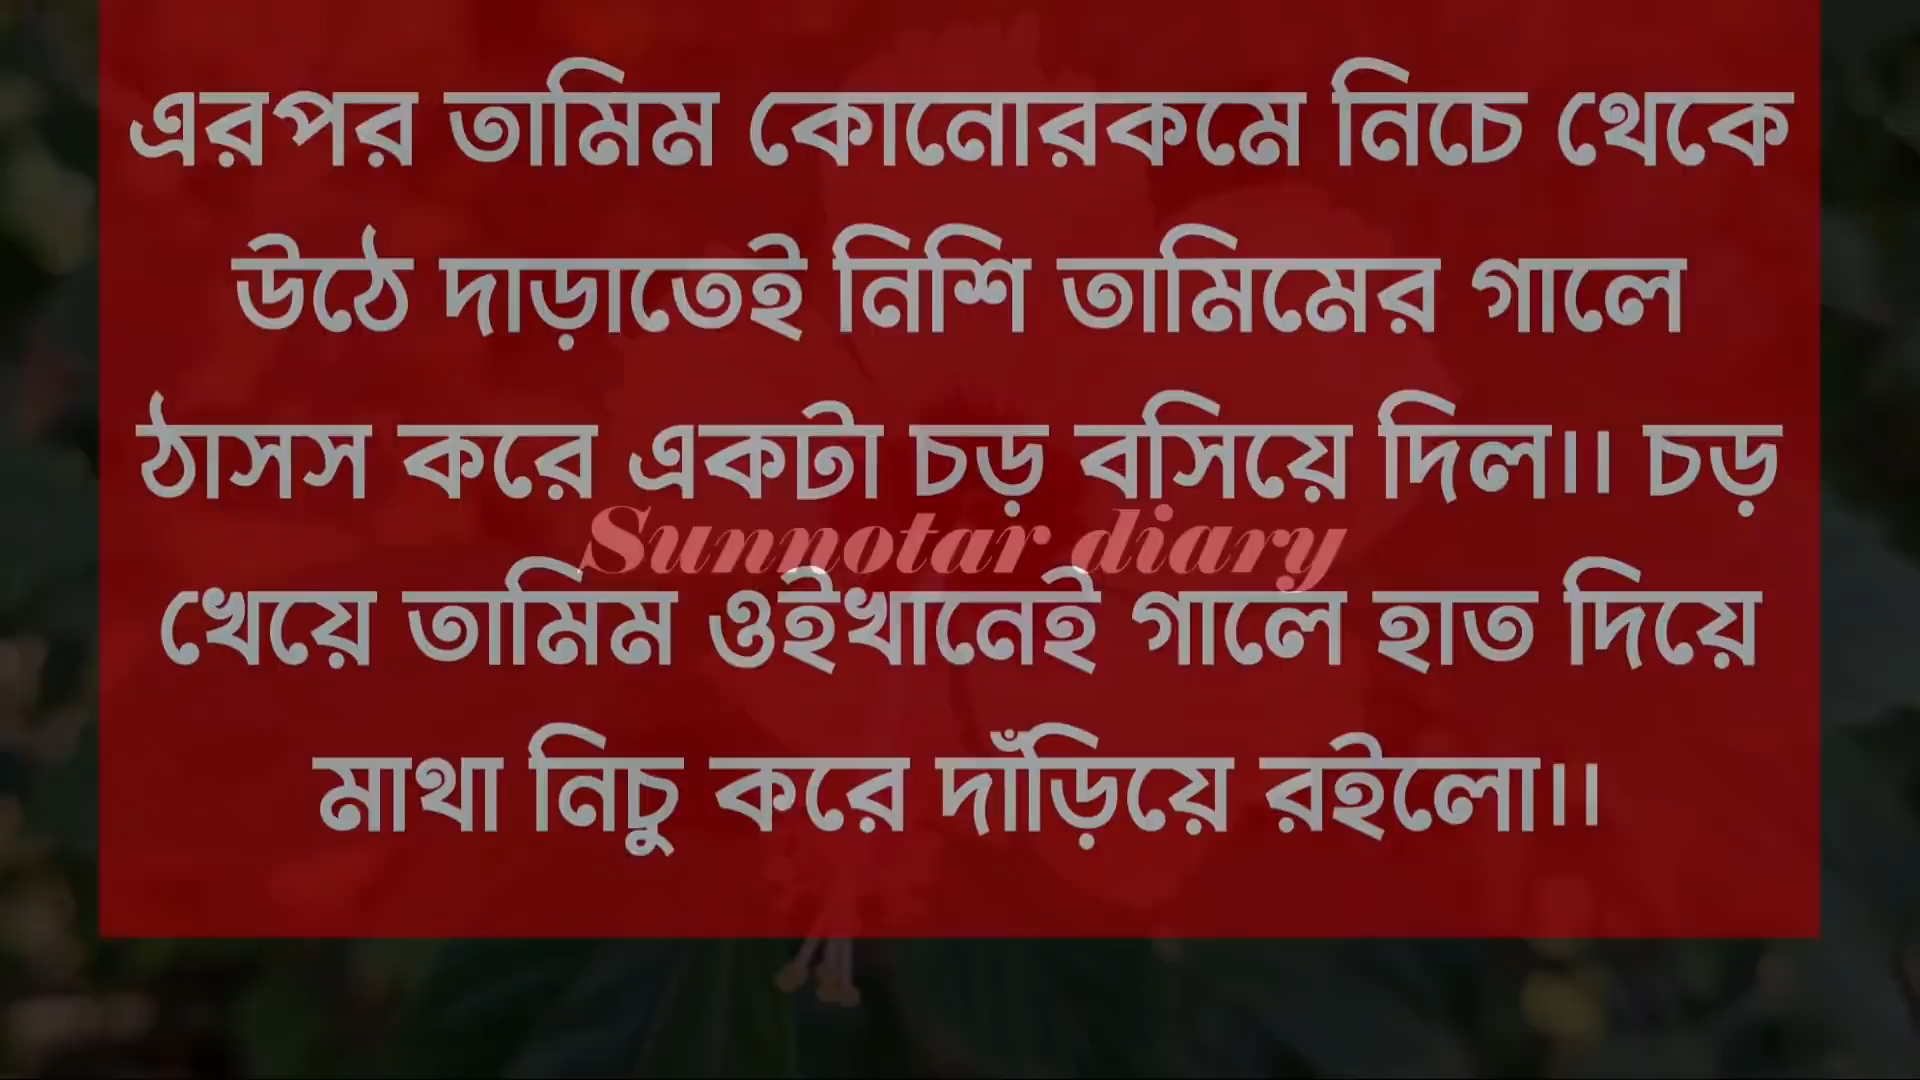 এরপর তামিম কোনোরকমে নিচে থেকে
উঠে দাড়াতেই নিশি তামিমের গালে
ঠাসস করে একটা চড় বসিয়ে দিল।। চড়
Sunnotar diary
খেয়ে তামিম ওইখানেই গালে হাত দিয়ে
মাথা নিচু করে দাঁড়িয়ে রইলো।।